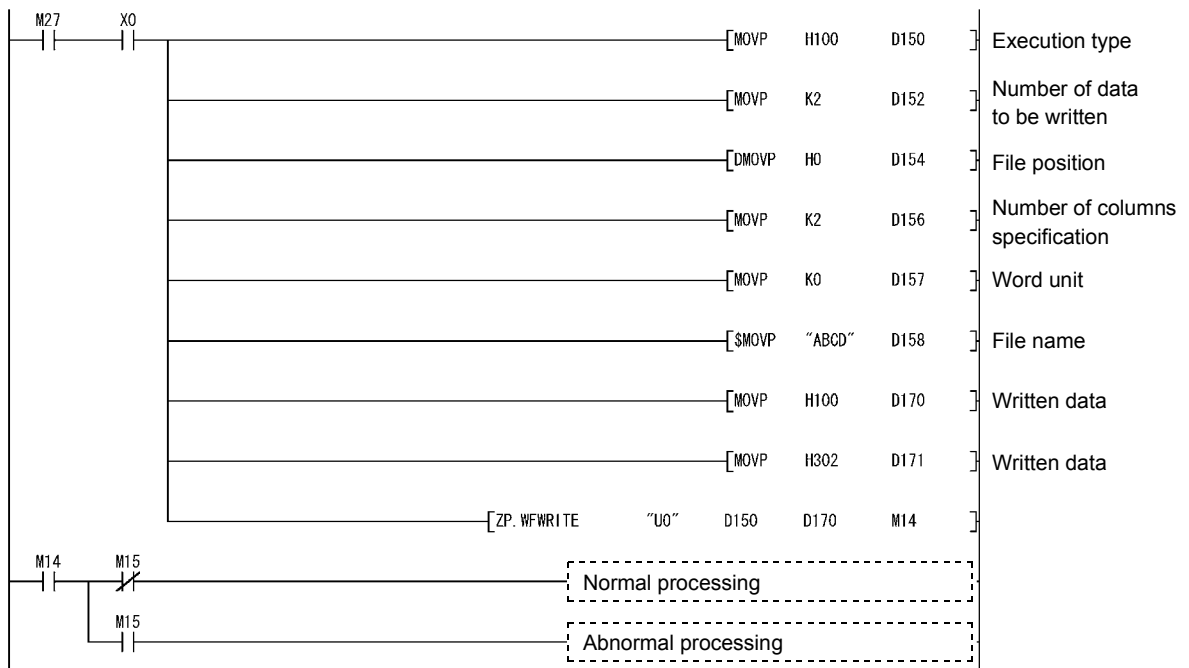 M27 X0
MOVP H100 D150 Execution type
MOVP K2 D152 Number of data
to be written
DMOVP H0 D154 File position
MOVP K2 D156 Number of columns
specification
MOVP K0 D157 Word unit
$MOVP "ABCD" D158 File name
MOVP H100 D170 Written data
MOVP H302 D171 Written data
ZP.WFWRITE "U0" D150 D170 M14
M14 M15
Normal processing
M15
Abnormal processing